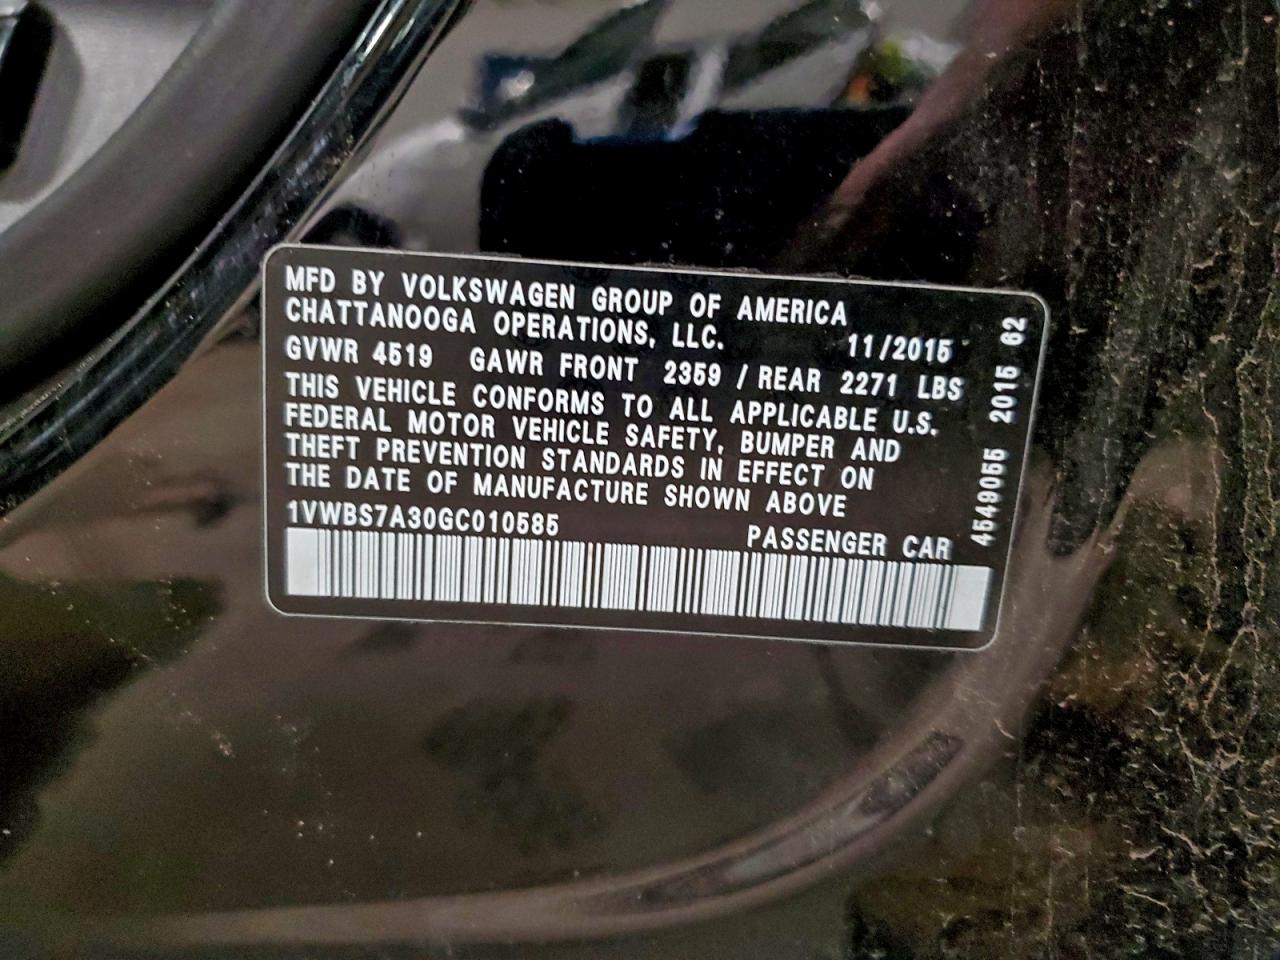 MFD BY VOLKSWAGEN GROUP OF AMERICA
CHATTANOOGA OPERATIONS, LLC. 11/2015
GVWR 4519 GAWR FRONT 2359 / REAR 2271 LBS
THIS VEHICLE CONFORMS TO ALL APPLICABLE U.S.
FEDERAL MOTOR VEHICLE SAFETY, BUMPER AND
THEFT PREVENTION STANDARDS IN EFFECT ON
THE DATE OF MANUFACTURE SHOWN ABOVE
1VWBS7A30GC010585 PASSENGER CAR
4549055 2015 62